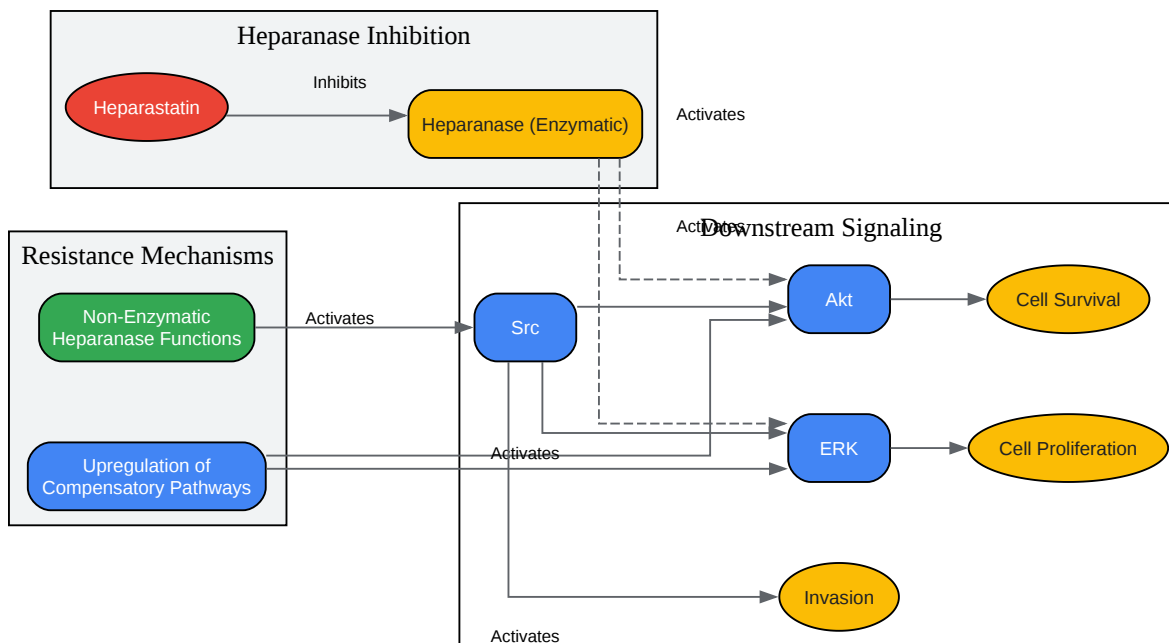 Heparanase Inhibition
Inhibits
Heparastatin
Heparanase (Enzymatic)
Activates
Activates
Downstream Signaling
Resistance Mechanisms
Non-Enzymatic
Heparanase Functions
Activates
Src
Akt
Cell Survival
Upregulation of
Compensatory Pathways
Activates
ERK
Cell Proliferation
Invasion
Activates